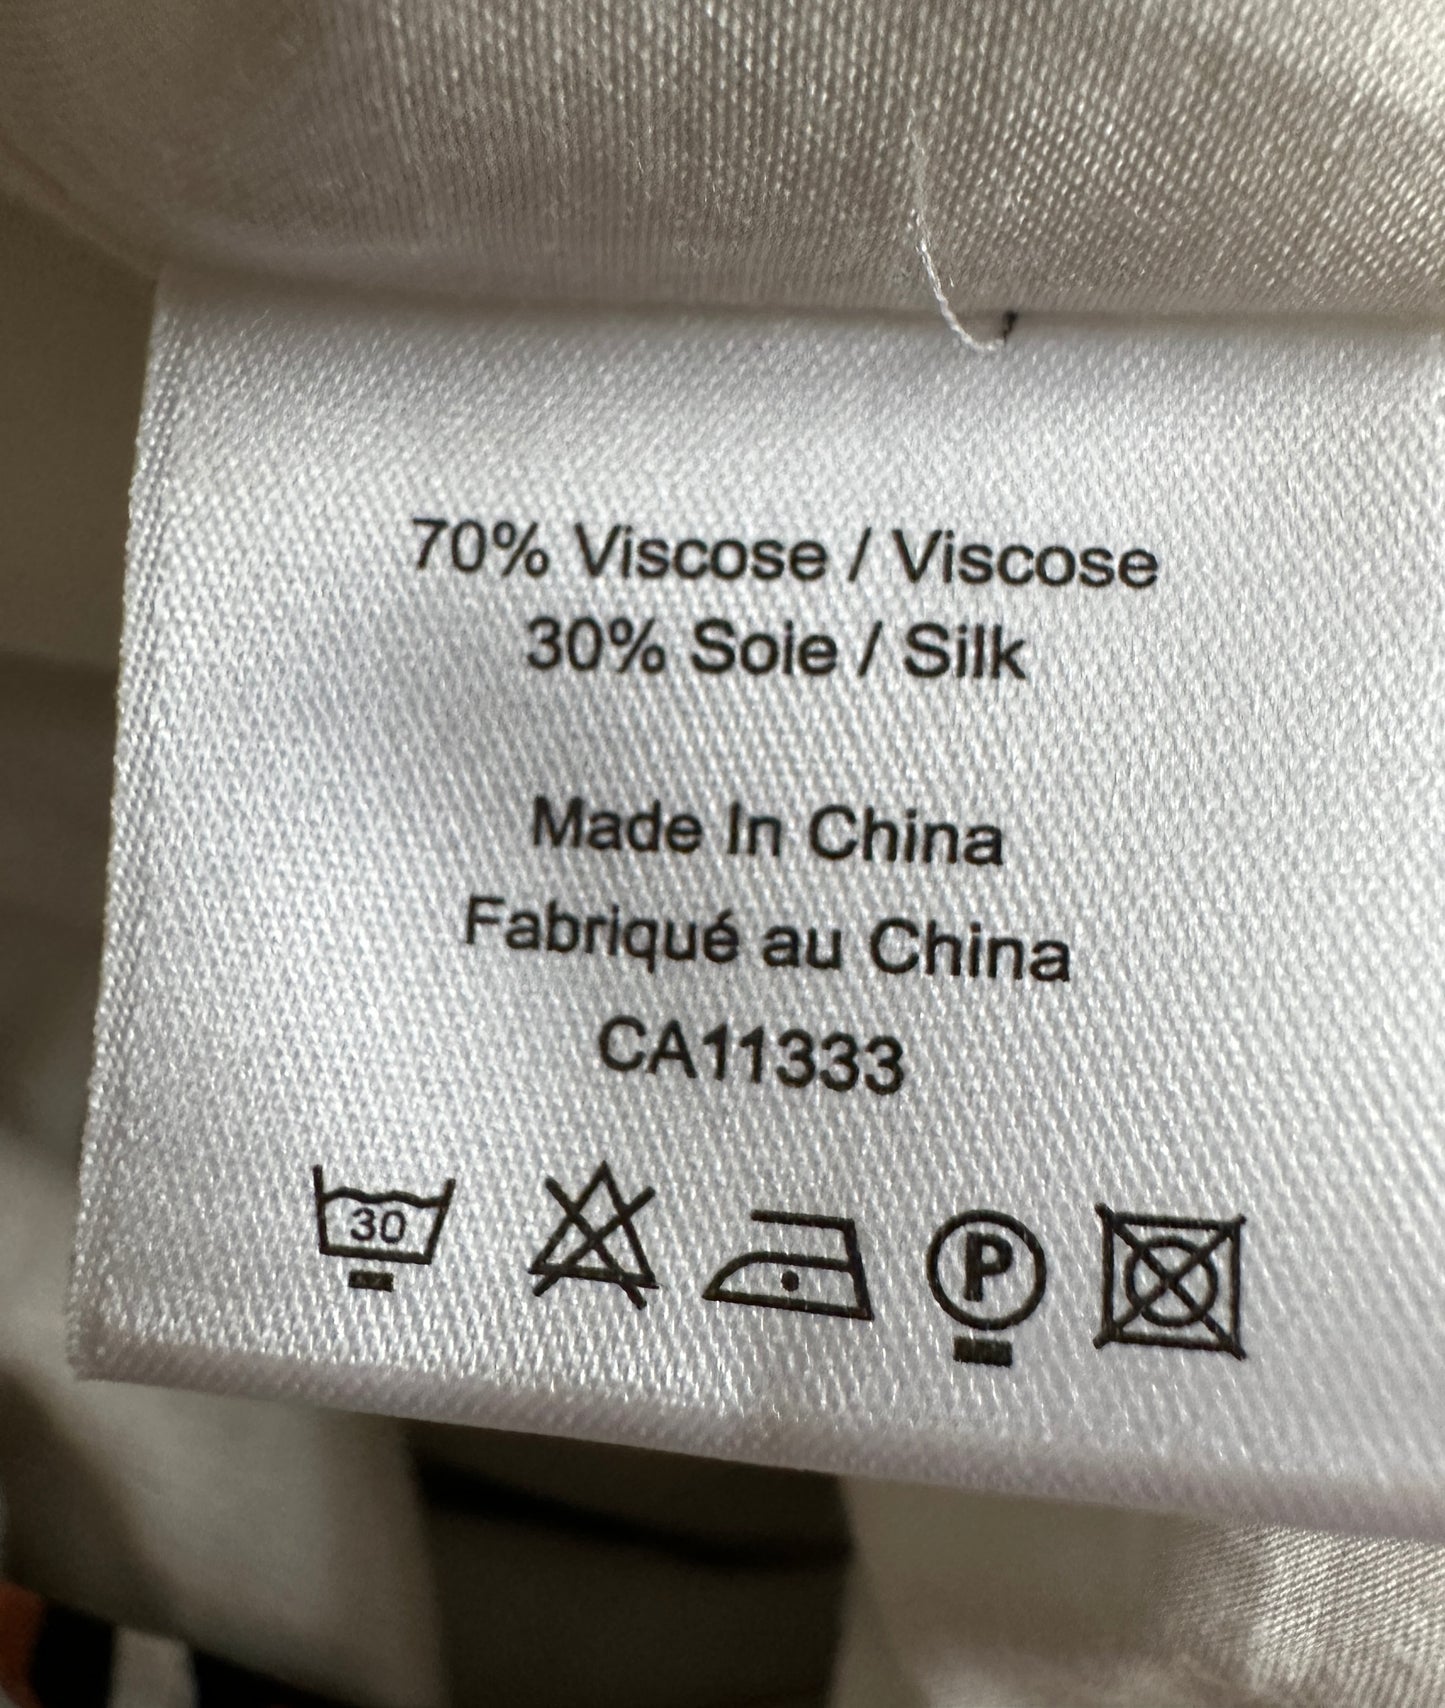 70% Viscose / Viscose
30% Soie / Silk
Made In China
Fabriqué au China
CA11333
30 P